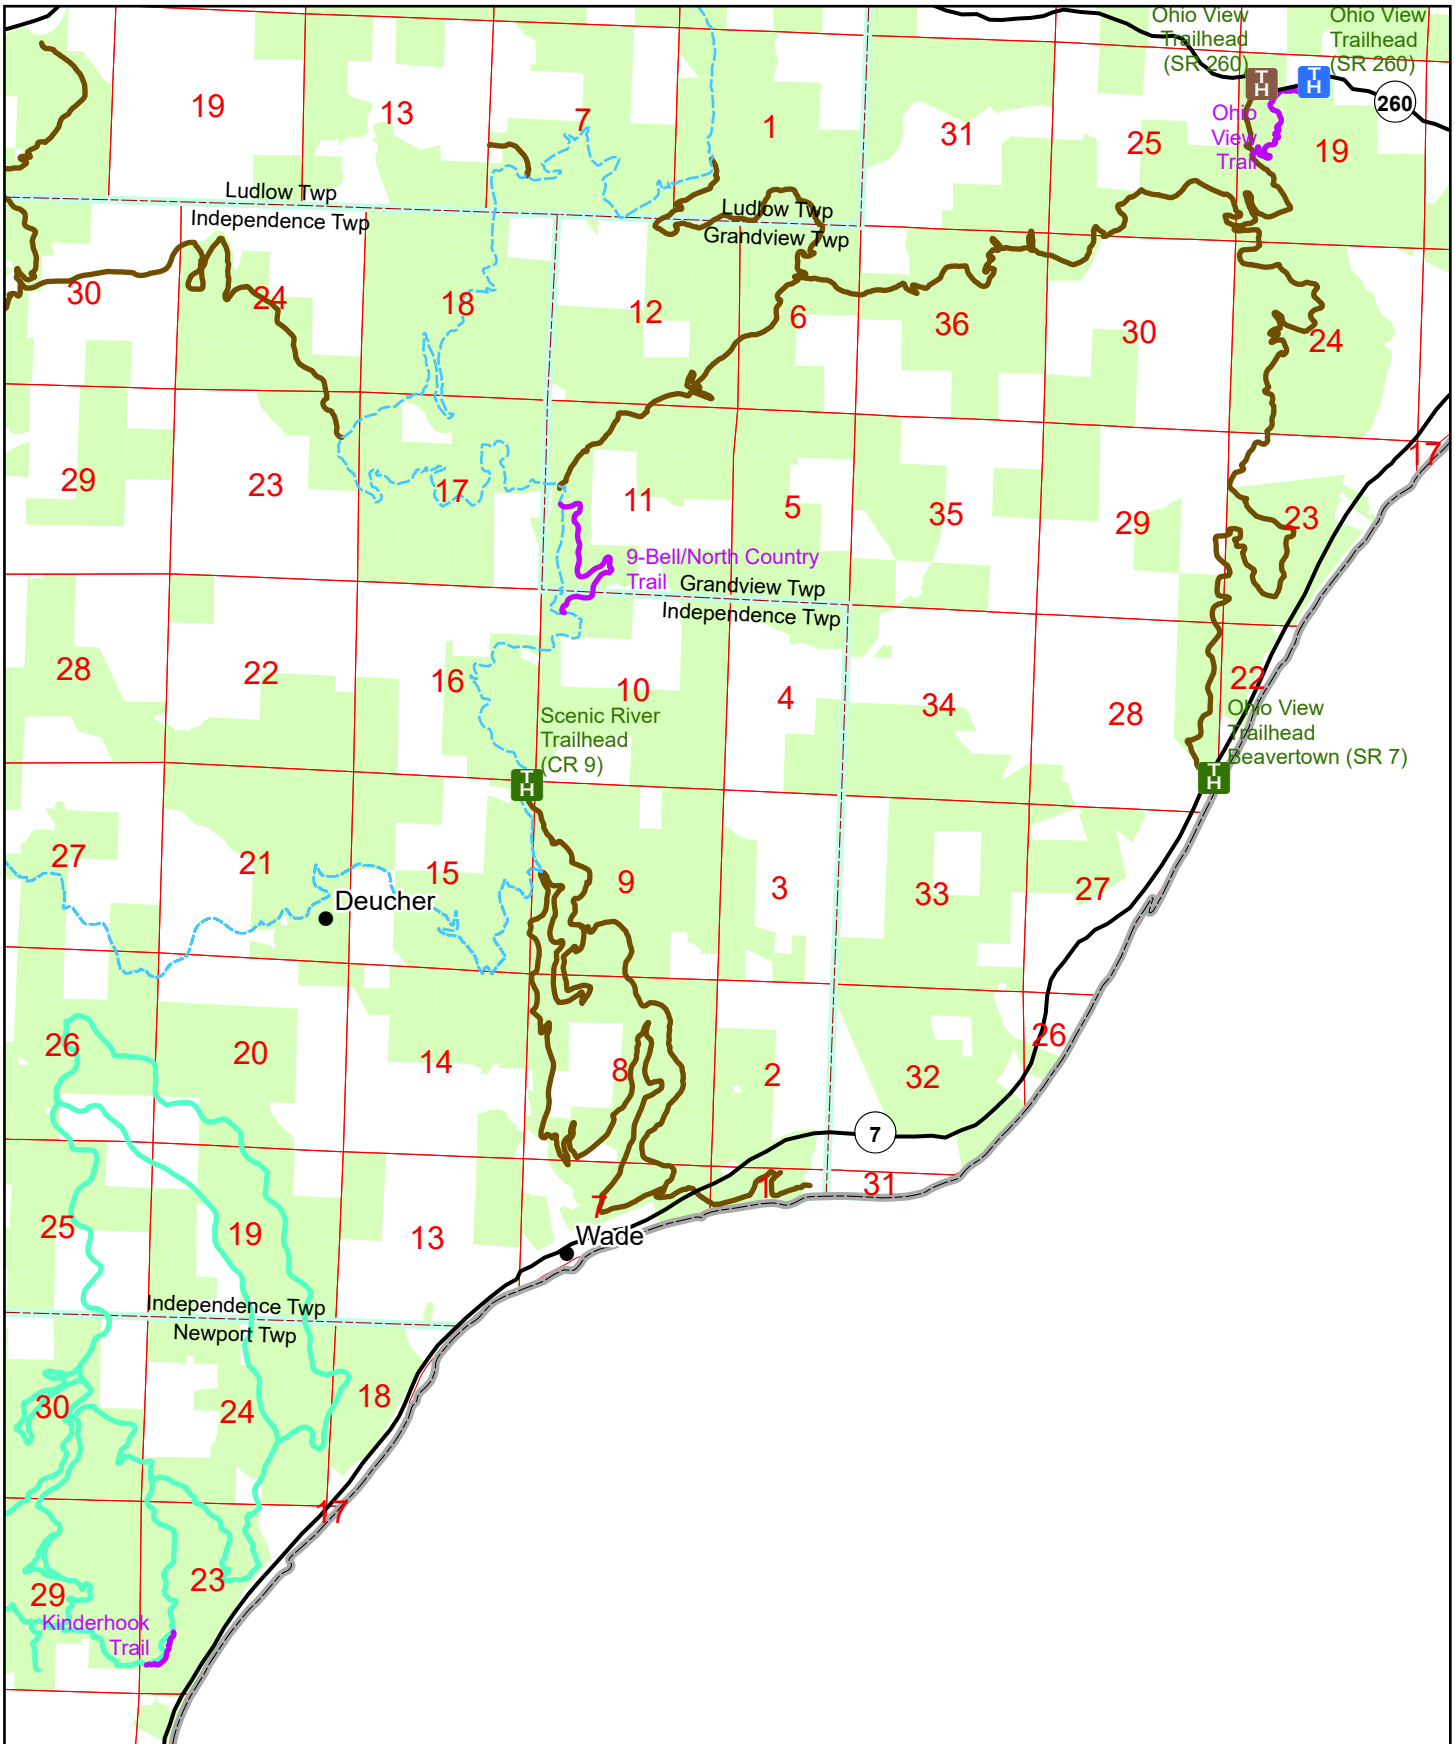 Ohio View
Trailhead
(SR 260)
Ohio View
Trailhead
(SR 260)
T
H
T
H
260
Ohio
View
Trail
19
13
7
1
31
25
19
Ludlow Twp
Independence Twp
Ludlow Twp
Grandview Twp
30
24
18
12
6
36
30
24
29
23
17
11
5
35
29
23
17
9-Bell/North Country
Trail
Grandview Twp
Independence Twp
28
22
16
10
4
34
28
22
Scenic River
Trailhead
(CR 9)
T
H
Ohio View
Trailhead
Beavertown (SR 7)
T
H
27
21
15
9
3
33
27
Deucher
26
20
14
8
2
32
26
7
25
19
13
7
1
31
Wade
Independence Twp
Newport Twp
30
24
18
17
29
23
Kinderhook
Trail